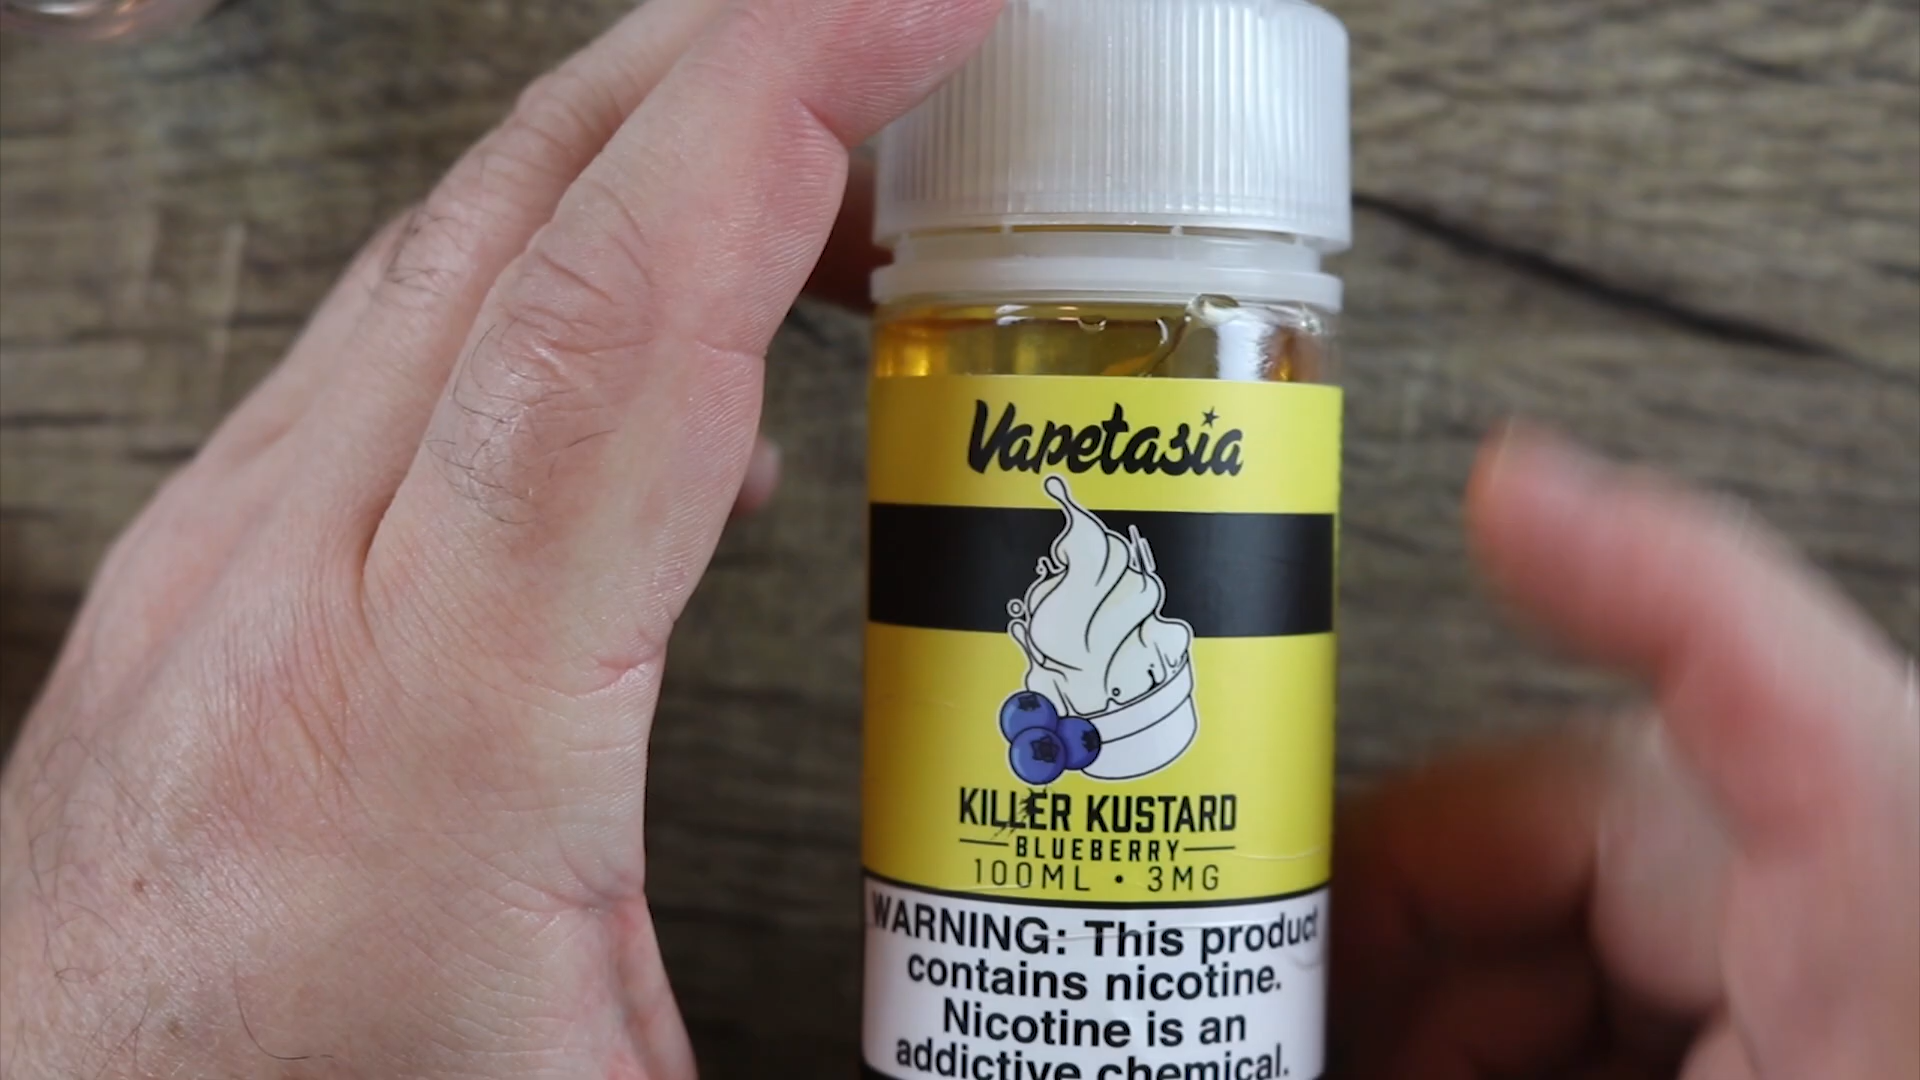 Vapetasia
KILLER KUSTARD
BLUEBERRY
100ML • 3MG
WARNING: This product
contains nicotine.
Nicotine is an
addictive chemical.